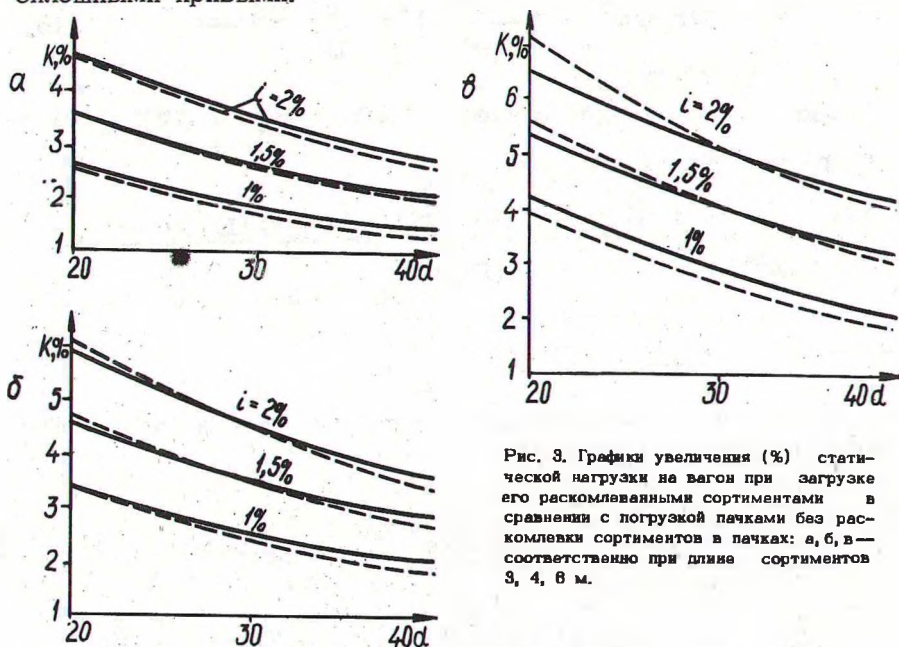 сплошными кривыми.
а
К,%
4
3
2
1
i = 2%
1,5%
1%
20
30
40d
б
К,%
5
4
3
2
1
i = 2%
1,5%
1%
20
30
40d
в
К,%
6
5
4
3
2
1
i = 2%
1,5%
1%
20
30
40d
Рис. 3. Графики увеличения (%) стати-
ческой нагрузки на вагон при загрузке
его раскомлеванными сортиментами в
сравнении с погрузкой пачками без рас-
комлевки сортиментов в пачках: а, б, в—
соответственно при длине сортиментов
3, 4, 6 м.